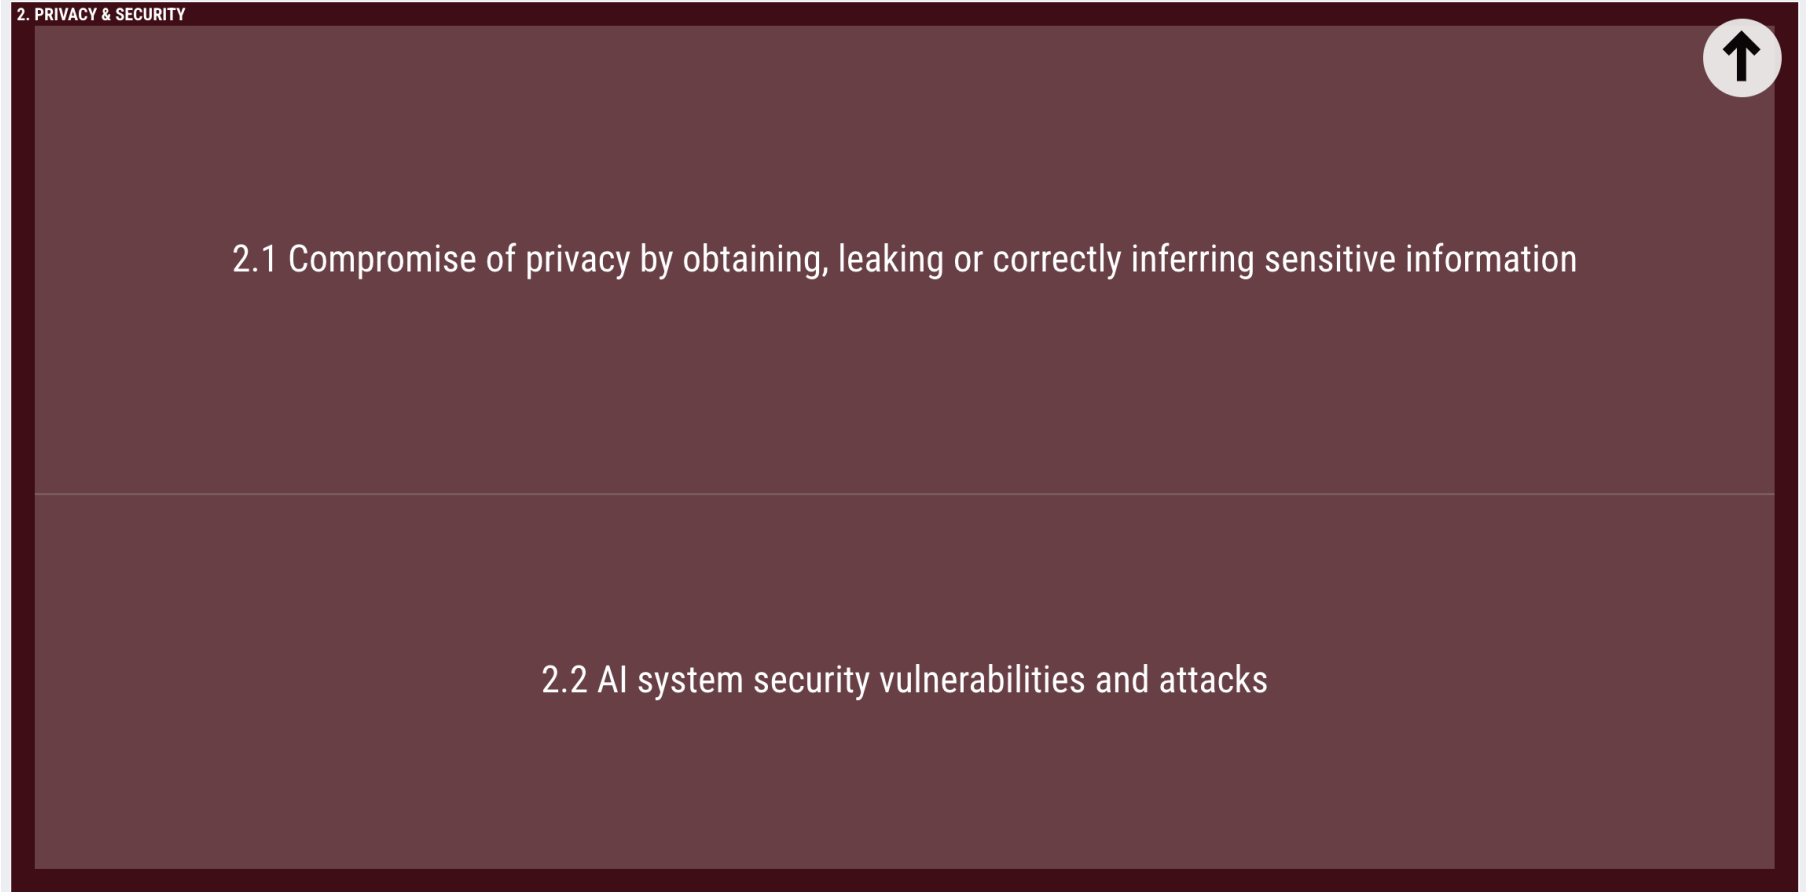 2. PRIVACY & SECURITY
2.1 Compromise of privacy by obtaining, leaking or correctly inferring sensitive information
2.2 AI system security vulnerabilities and attacks